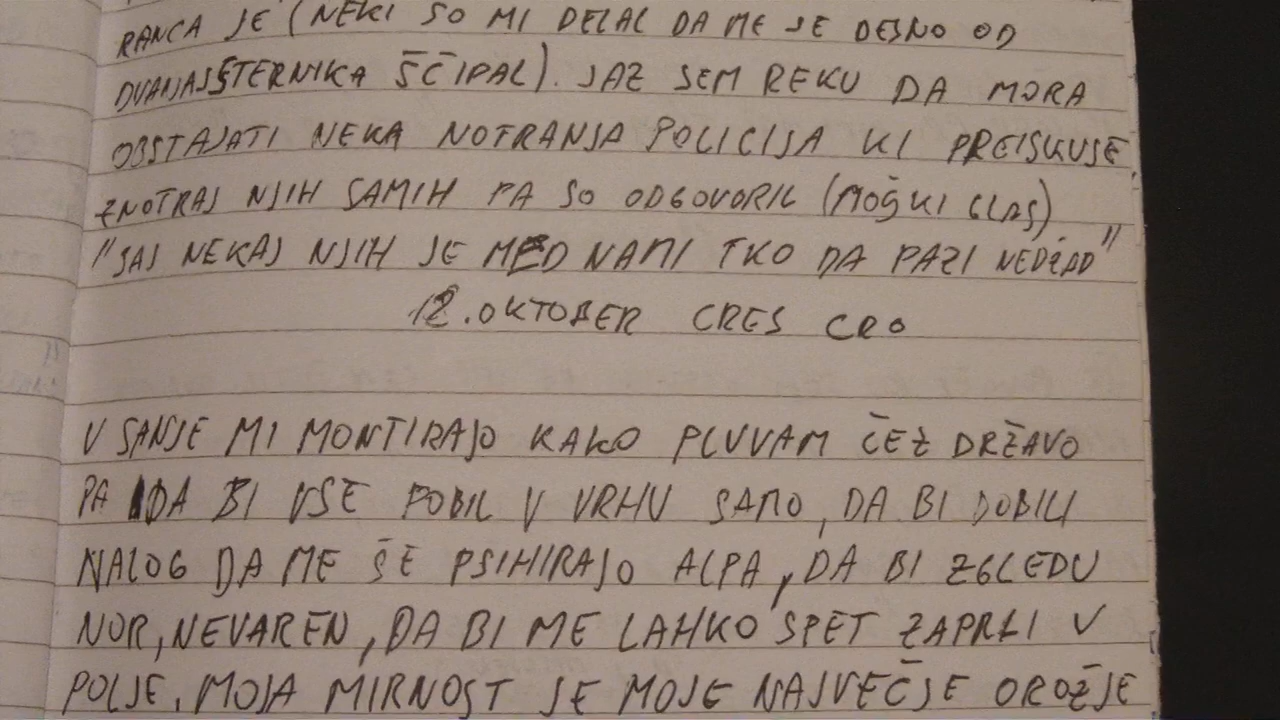 RANCA JE (NEKI SO MI DELAL DA ME JE DESNO OD
DVANAJSŠTERNIKA ŠČIPAL). JAZ SEM REKU DA MORA
OBSTAJATI NEKA NOTRANJA POLICIJA KI PREISKUJE
ZNOTRAJ NJIH SAMIH PA SO ODGOVORIL (MOŠKI GLAS)
"SAJ NEKAJ NJIH JE MED NAMI TKO DA PAZI NEDŽAD"
12. OKTOBER CRES CRO
V SANJE MI MONTIRAJO KAKO PLUVAM ČEZ DRŽAVO
PA DA BI VSE POBIL V VRHU SAMO, DA BI DOBILI
NALOG DA ME ŠE PSIHIRAJO ALPA, DA BI ZGLEDU
NOR, NEVAREN, DA BI ME LAHKO SPET ZAPRLI V
POLJE. MOJA MIRNOST JE MOJE NAJVEČJE OROŽJE